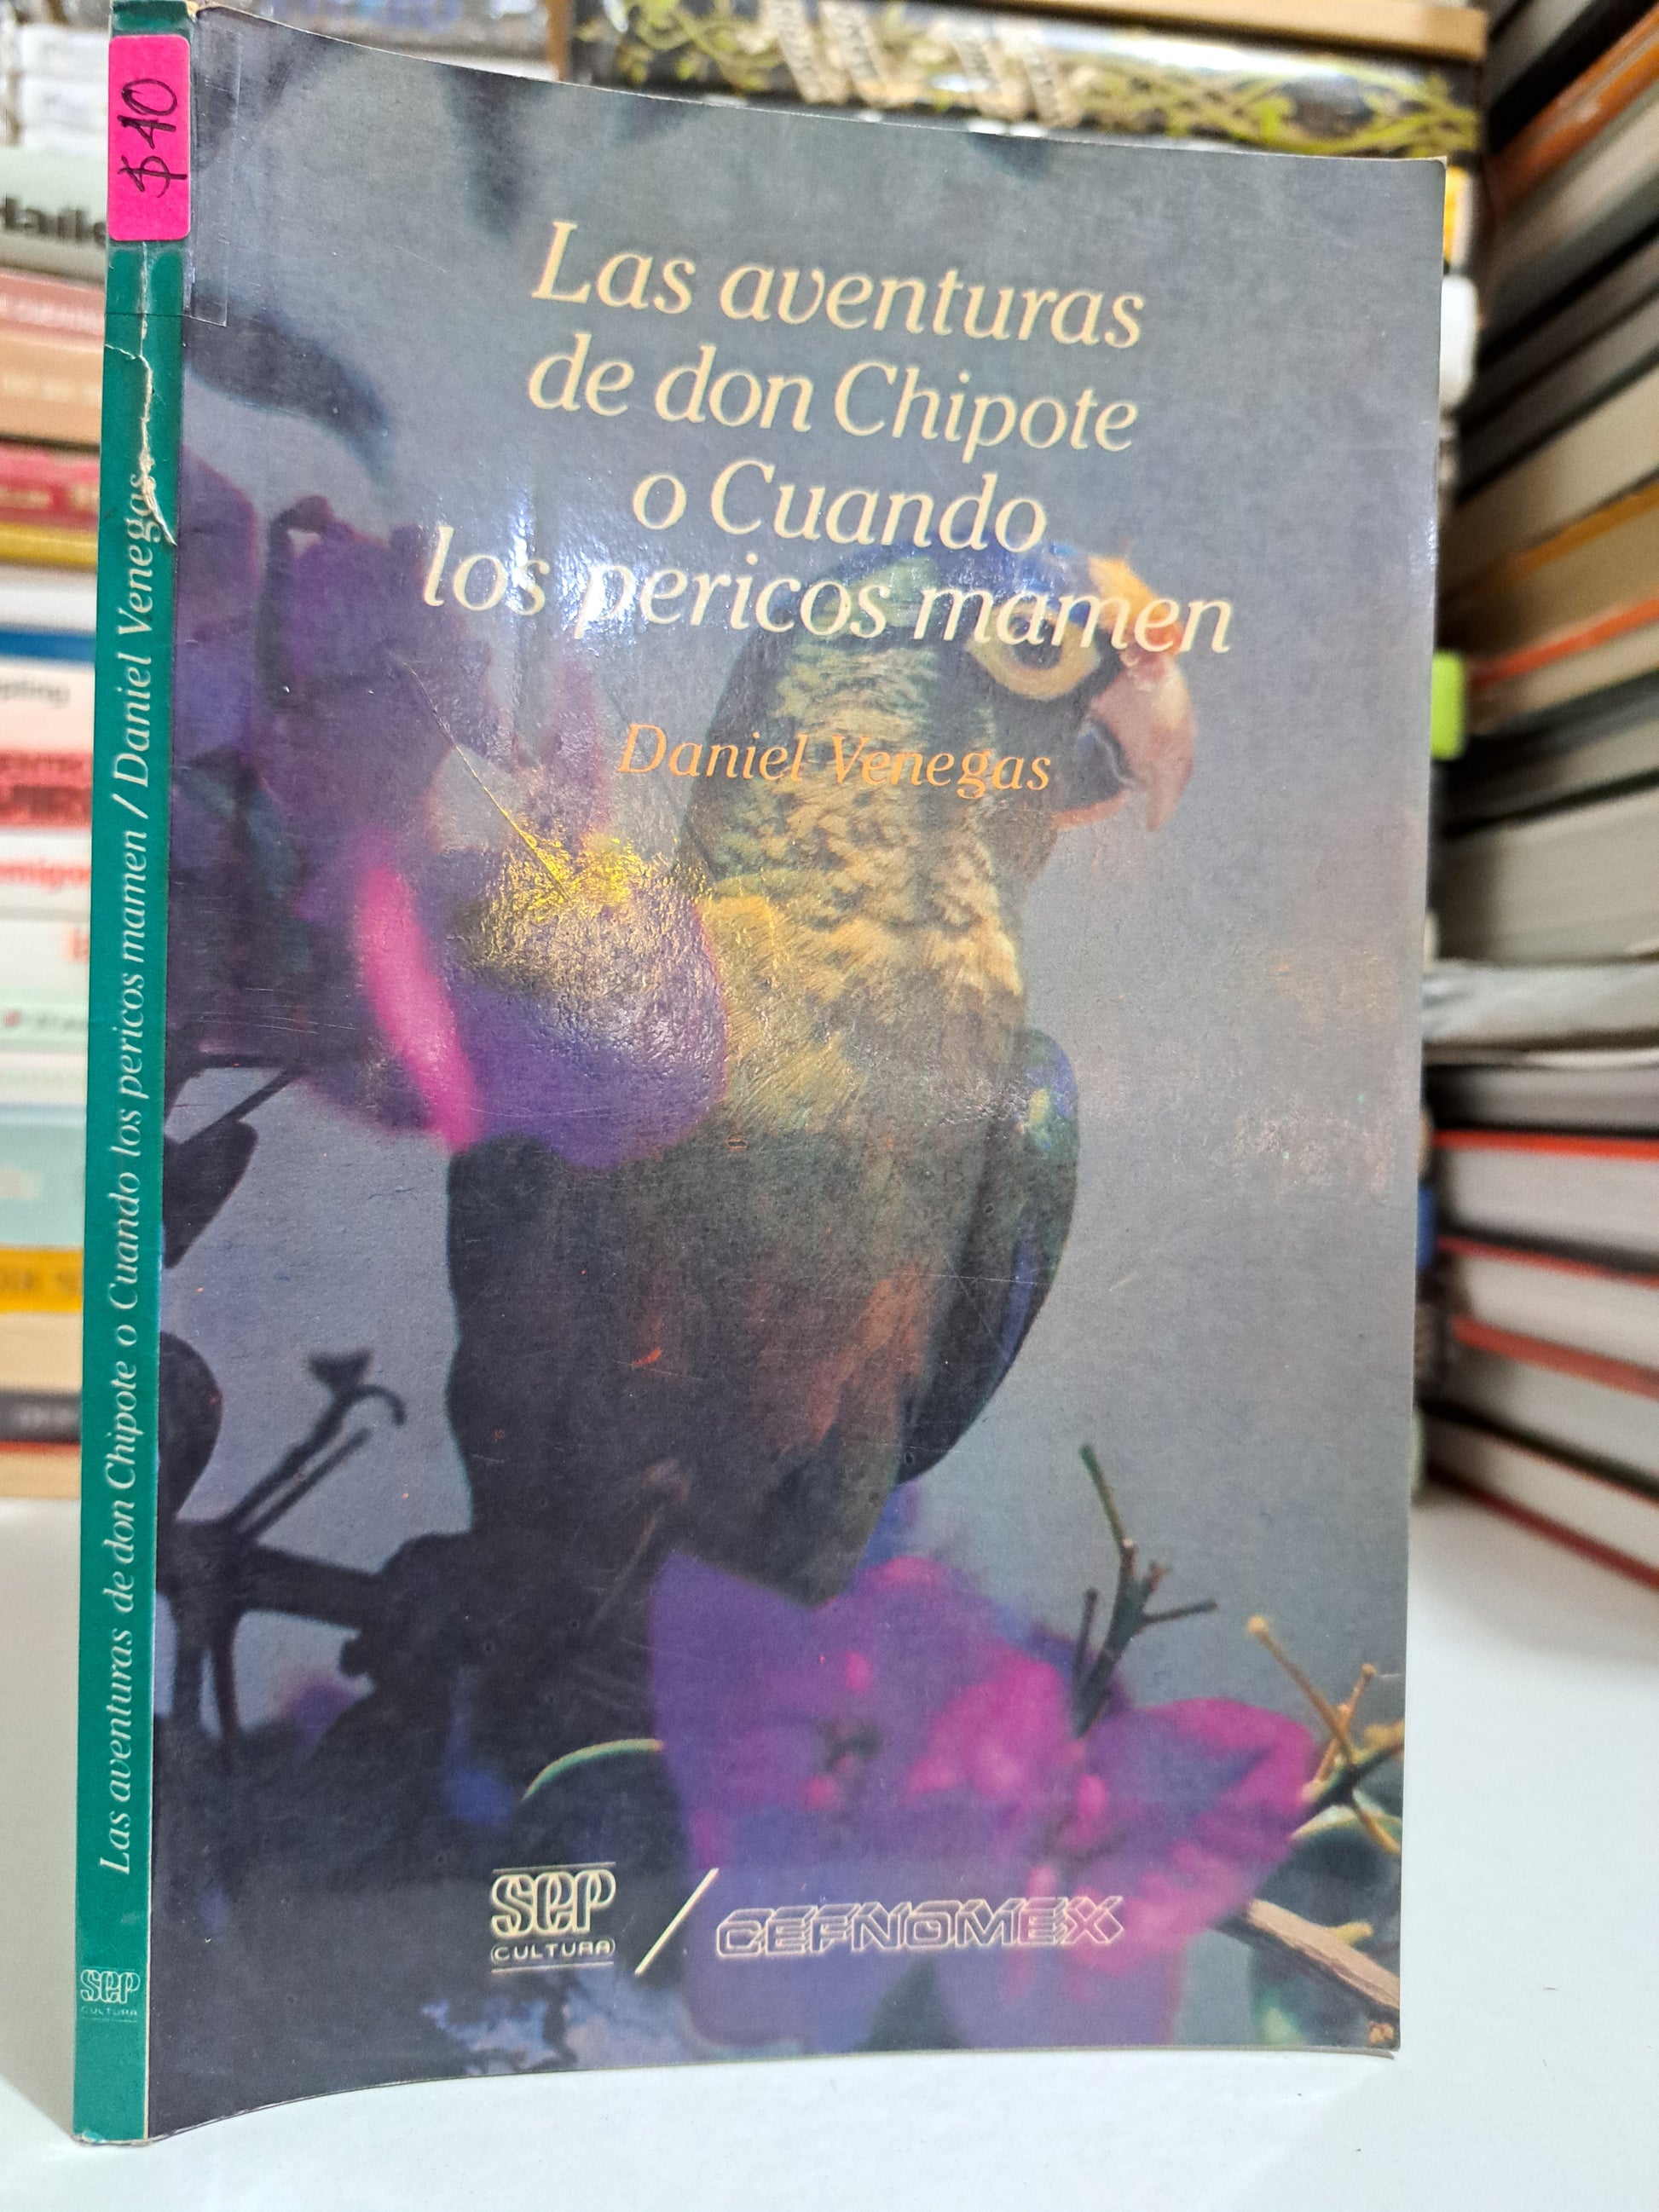 $40
Las aventuras
de don Chipote
o Cuando
los pericos mamen
Daniel Venegas
SEP
CULTURA
CEFNOMEX
Las aventuras de don Chipote o Cuando los pericos mamen / Daniel Venegas
SEP
CULTURA